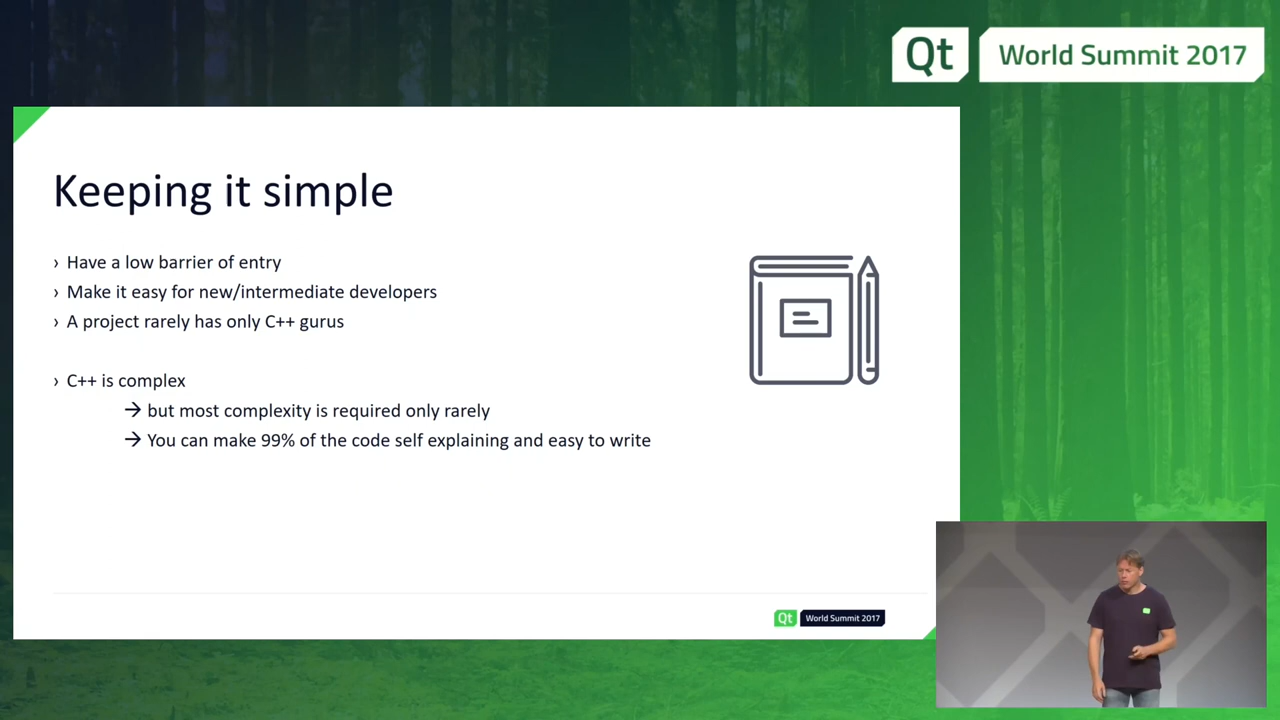 Qt World Summit 2017
Keeping it simple
› Have a low barrier of entry
› Make it easy for new/intermediate developers
› A project rarely has only C++ gurus
› C++ is complex
→ but most complexity is required only rarely
→ You can make 99% of the code self explaining and easy to write
Qt World Summit 2017